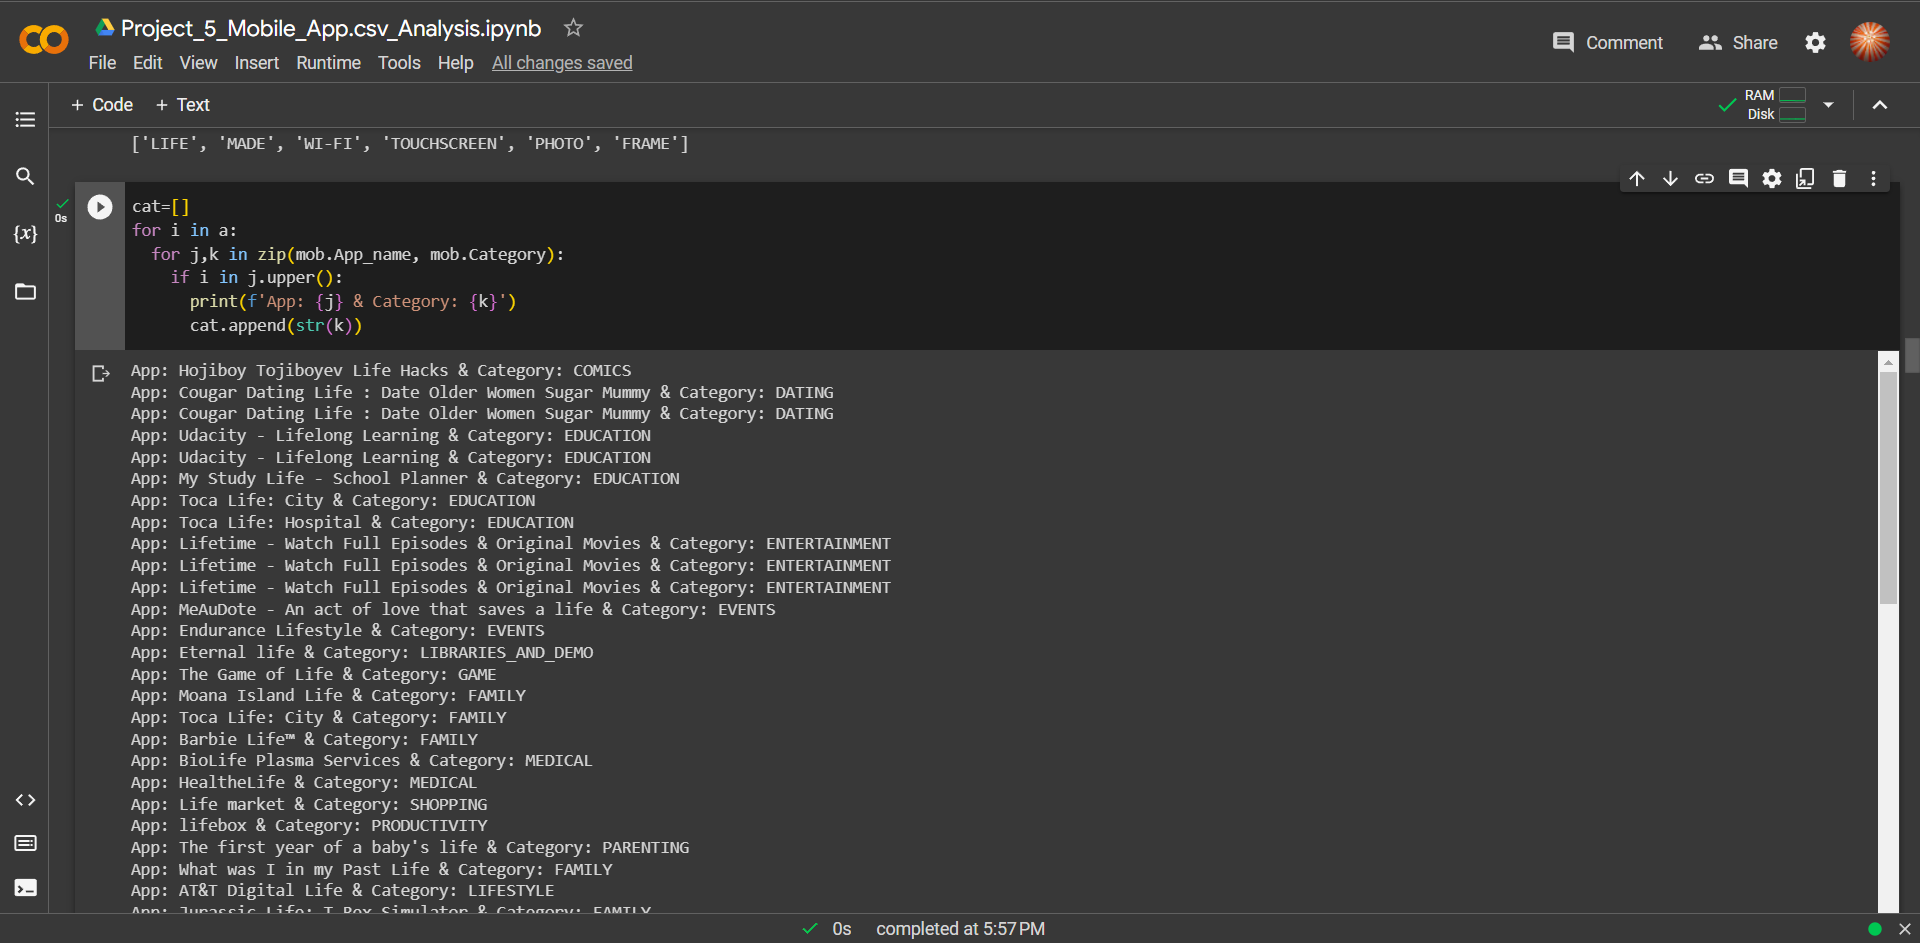 Project_5_Mobile_App.csv_Analysis.ipynb
Comment
Share
File Edit View Insert Runtime Tools Help All changes saved
+ Code + Text
RAM
Disk
['LIFE', 'MADE', 'WI-FI', 'TOUCHSCREEN', 'PHOTO', 'FRAME']
0s
cat=[]
for i in a:
  for j,k in zip(mob.App_name, mob.Category):
    if i in j.upper():
      print(f'App: {j} & Category: {k}')
      cat.append(str(k))
App: Hojiboy Tojiboyev Life Hacks & Category: COMICS
App: Cougar Dating Life : Date Older Women Sugar Mummy & Category: DATING
App: Cougar Dating Life : Date Older Women Sugar Mummy & Category: DATING
App: Udacity - Lifelong Learning & Category: EDUCATION
App: Udacity - Lifelong Learning & Category: EDUCATION
App: My Study Life - School Planner & Category: EDUCATION
App: Toca Life: City & Category: EDUCATION
App: Toca Life: Hospital & Category: EDUCATION
App: Lifetime - Watch Full Episodes & Original Movies & Category: ENTERTAINMENT
App: Lifetime - Watch Full Episodes & Original Movies & Category: ENTERTAINMENT
App: Lifetime - Watch Full Episodes & Original Movies & Category: ENTERTAINMENT
App: MeAuDote - An act of love that saves a life & Category: EVENTS
App: Endurance Lifestyle & Category: EVENTS
App: Eternal life & Category: LIBRARIES_AND_DEMO
App: The Game of Life & Category: GAME
App: Moana Island Life & Category: FAMILY
App: Toca Life: City & Category: FAMILY
App: Barbie Life™ & Category: FAMILY
App: BioLife Plasma Services & Category: MEDICAL
App: HealtheLife & Category: MEDICAL
App: Life market & Category: SHOPPING
App: lifebox & Category: PRODUCTIVITY
App: The first year of a baby's life & Category: PARENTING
App: What was I in my Past Life & Category: FAMILY
App: AT&T Digital Life & Category: LIFESTYLE
App: Jurassic Life: T Rex Simulator & Category: FAMILY
0s completed at 5:57 PM